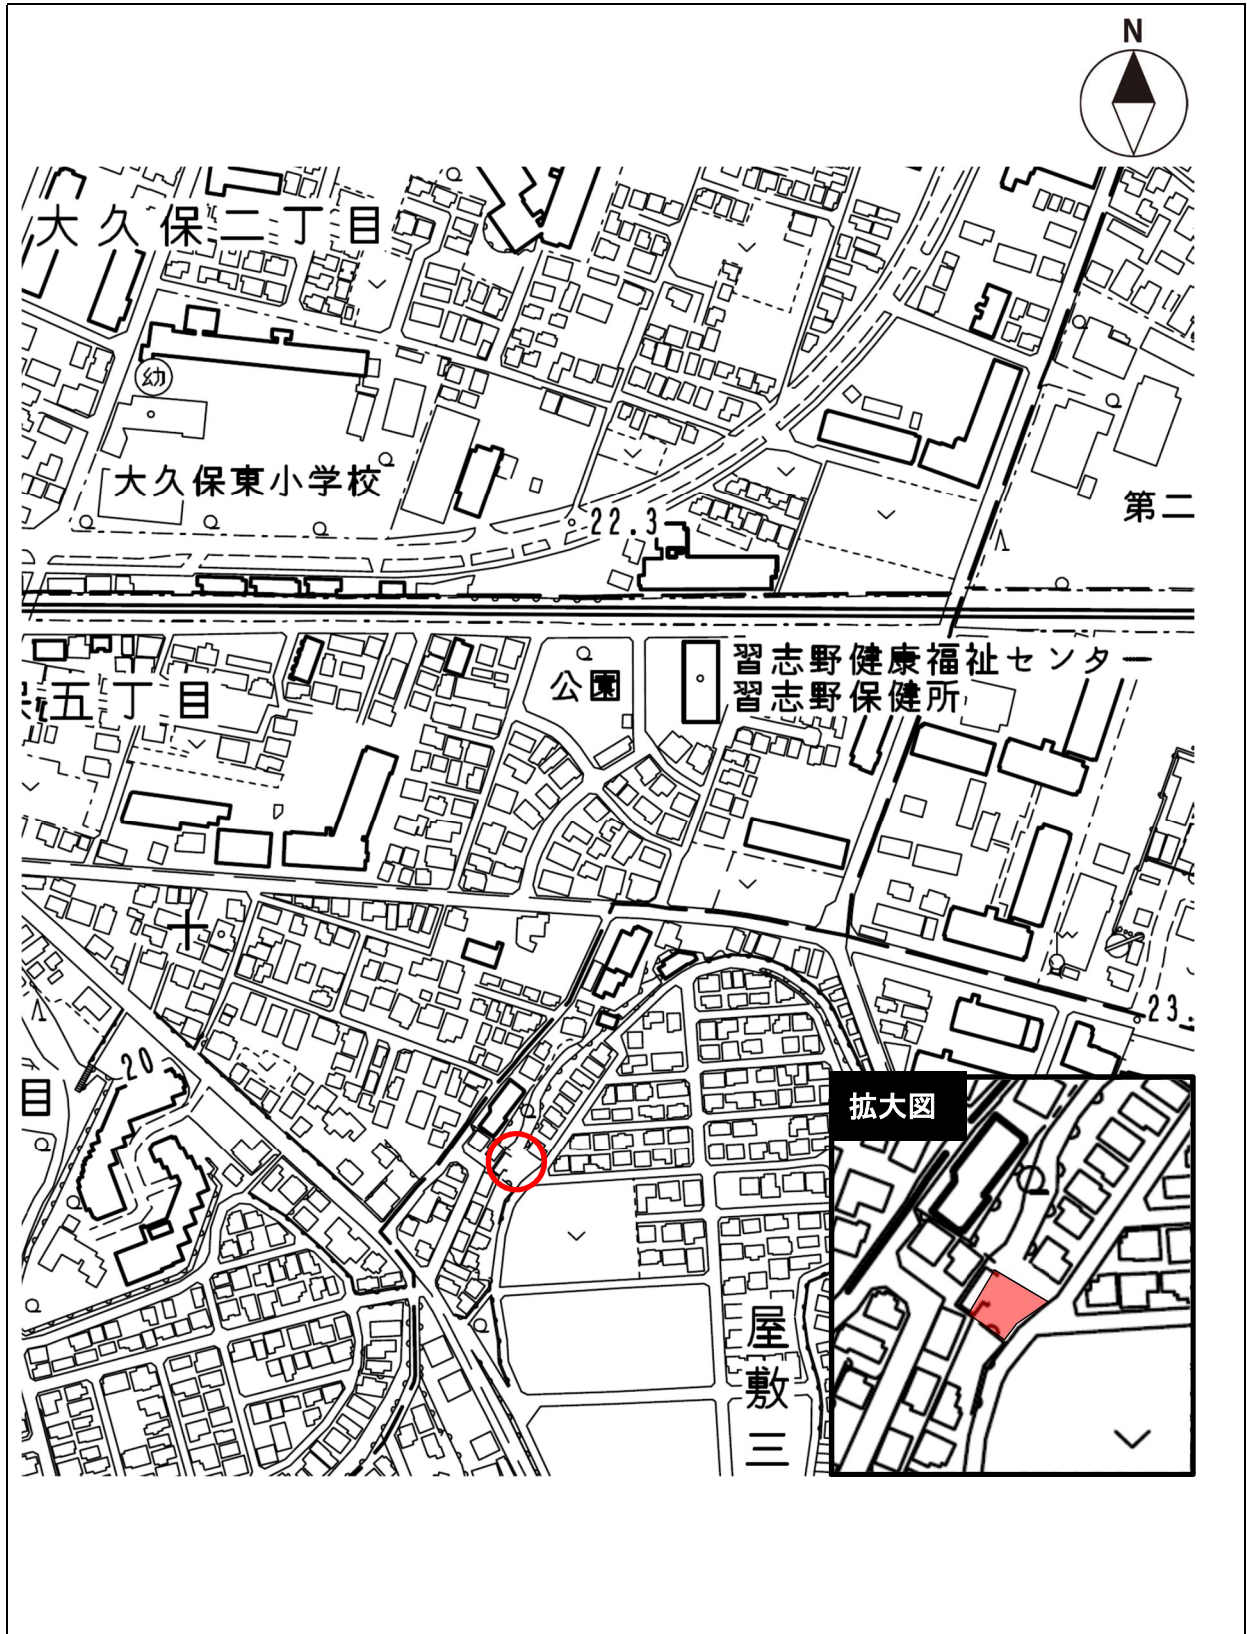 N
大久保二丁目
幼
大久保東小学校
22.3
第二
公園
習志野健康福祉センター
習志野保健所
五丁目
23.
20
目
拡大図
屋敷三